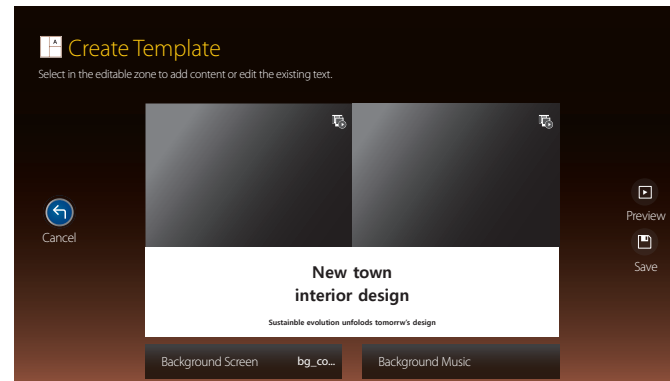 Create Template
Select in the editable zone to add content or edit the existing text.
Cancel
Preview
Save
New town
interior design
Sustainble evolution unfolods tomorrw's design
Background Screen bg_co...
Background Music